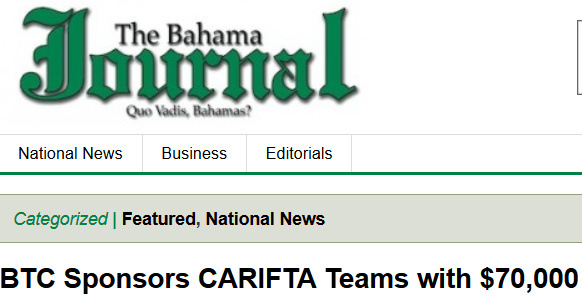 The Bahama
Journal
Quo Vadis, Bahamas?
National News Business Editorials
Categorized | Featured, National News
BTC Sponsors CARIFTA Teams with $70,000